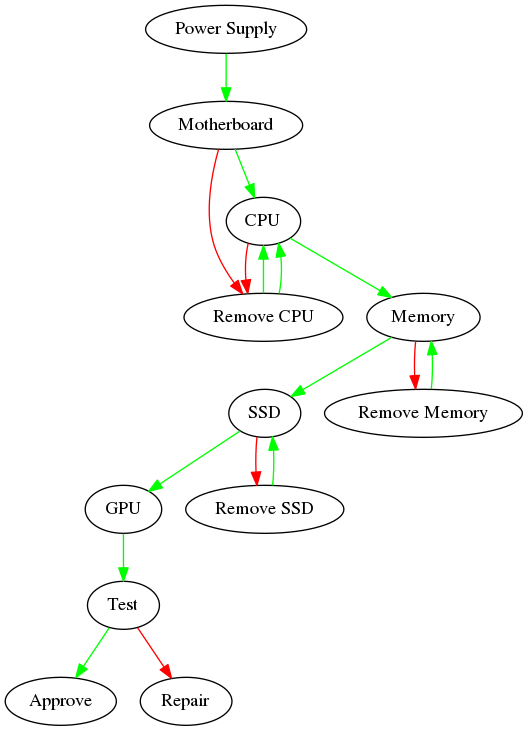 Power Supply
Motherboard
CPU
Remove CPU
Memory
SSD
Remove Memory
GPU
Remove SSD
Test
Approve
Repair